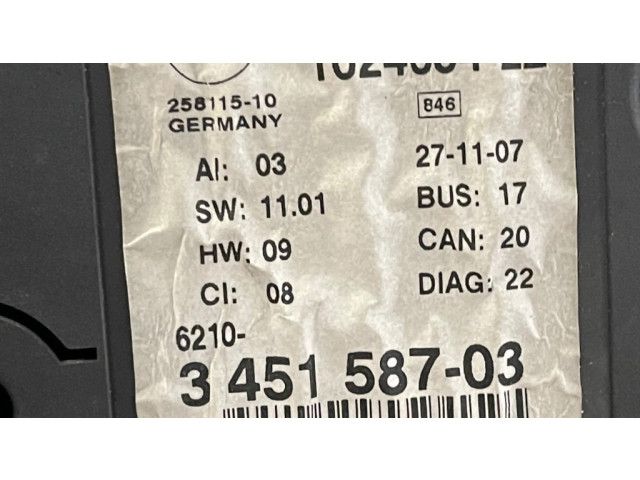 258115-10
GERMANY
846
AI: 03
27-11-07
SW: 11.01
BUS: 17
HW: 09
CAN: 20
CI: 08
DIAG: 22
6210-
3 451 587-03